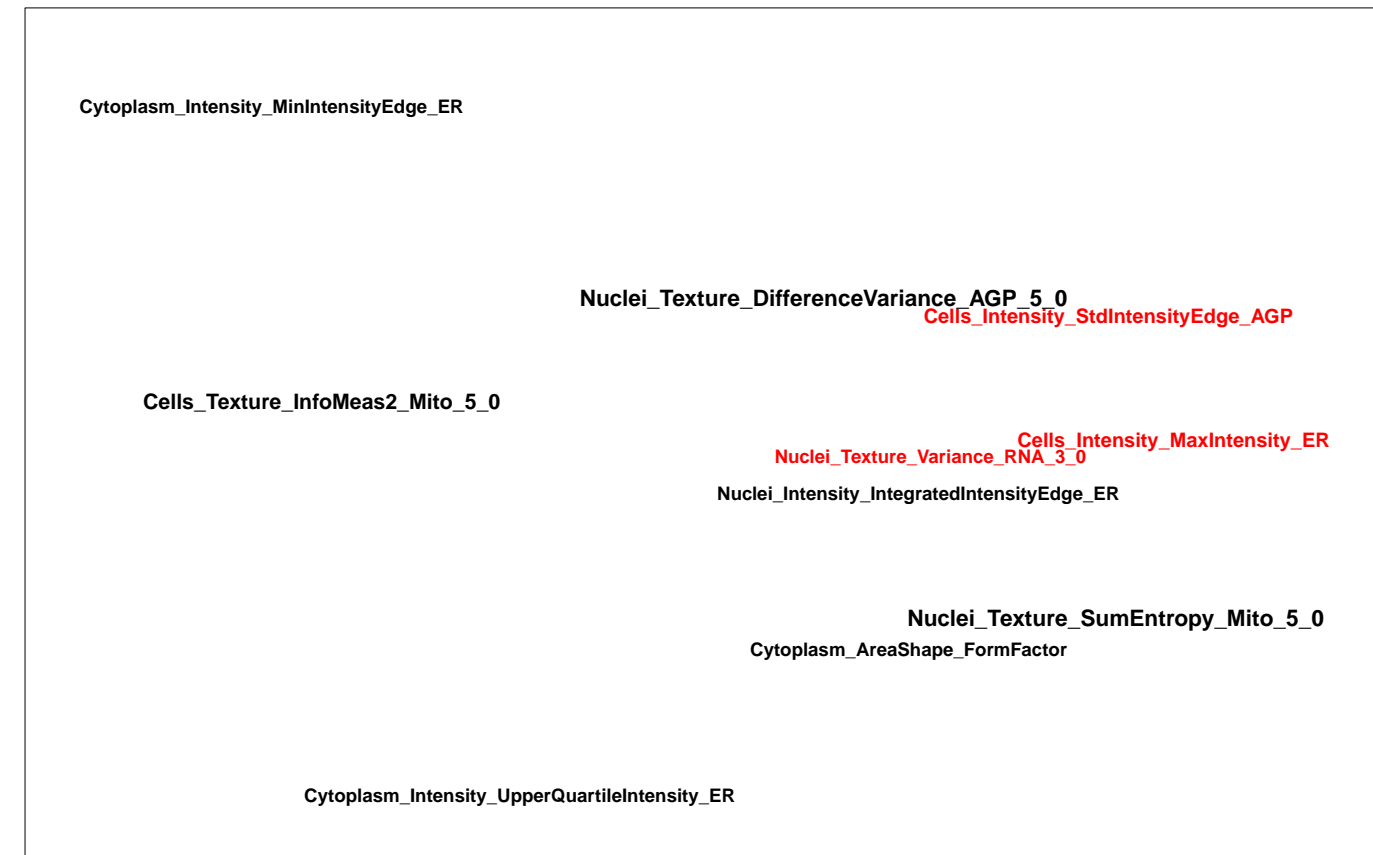 Cytoplasm_Intensity_MinIntensityEdge_ER
Nuclei_Texture_DifferenceVariance_AGP_5_0
Cells_Intensity_StdIntensityEdge_AGP
Cells_Texture_InfoMeas2_Mito_5_0
Cells_Intensity_MaxIntensity_ER
Nuclei_Texture_Variance_RNA_3_0
Nuclei_Intensity_IntegratedIntensityEdge_ER
Nuclei_Texture_SumEntropy_Mito_5_0
Cytoplasm_AreaShape_FormFactor
Cytoplasm_Intensity_UpperQuartileIntensity_ER